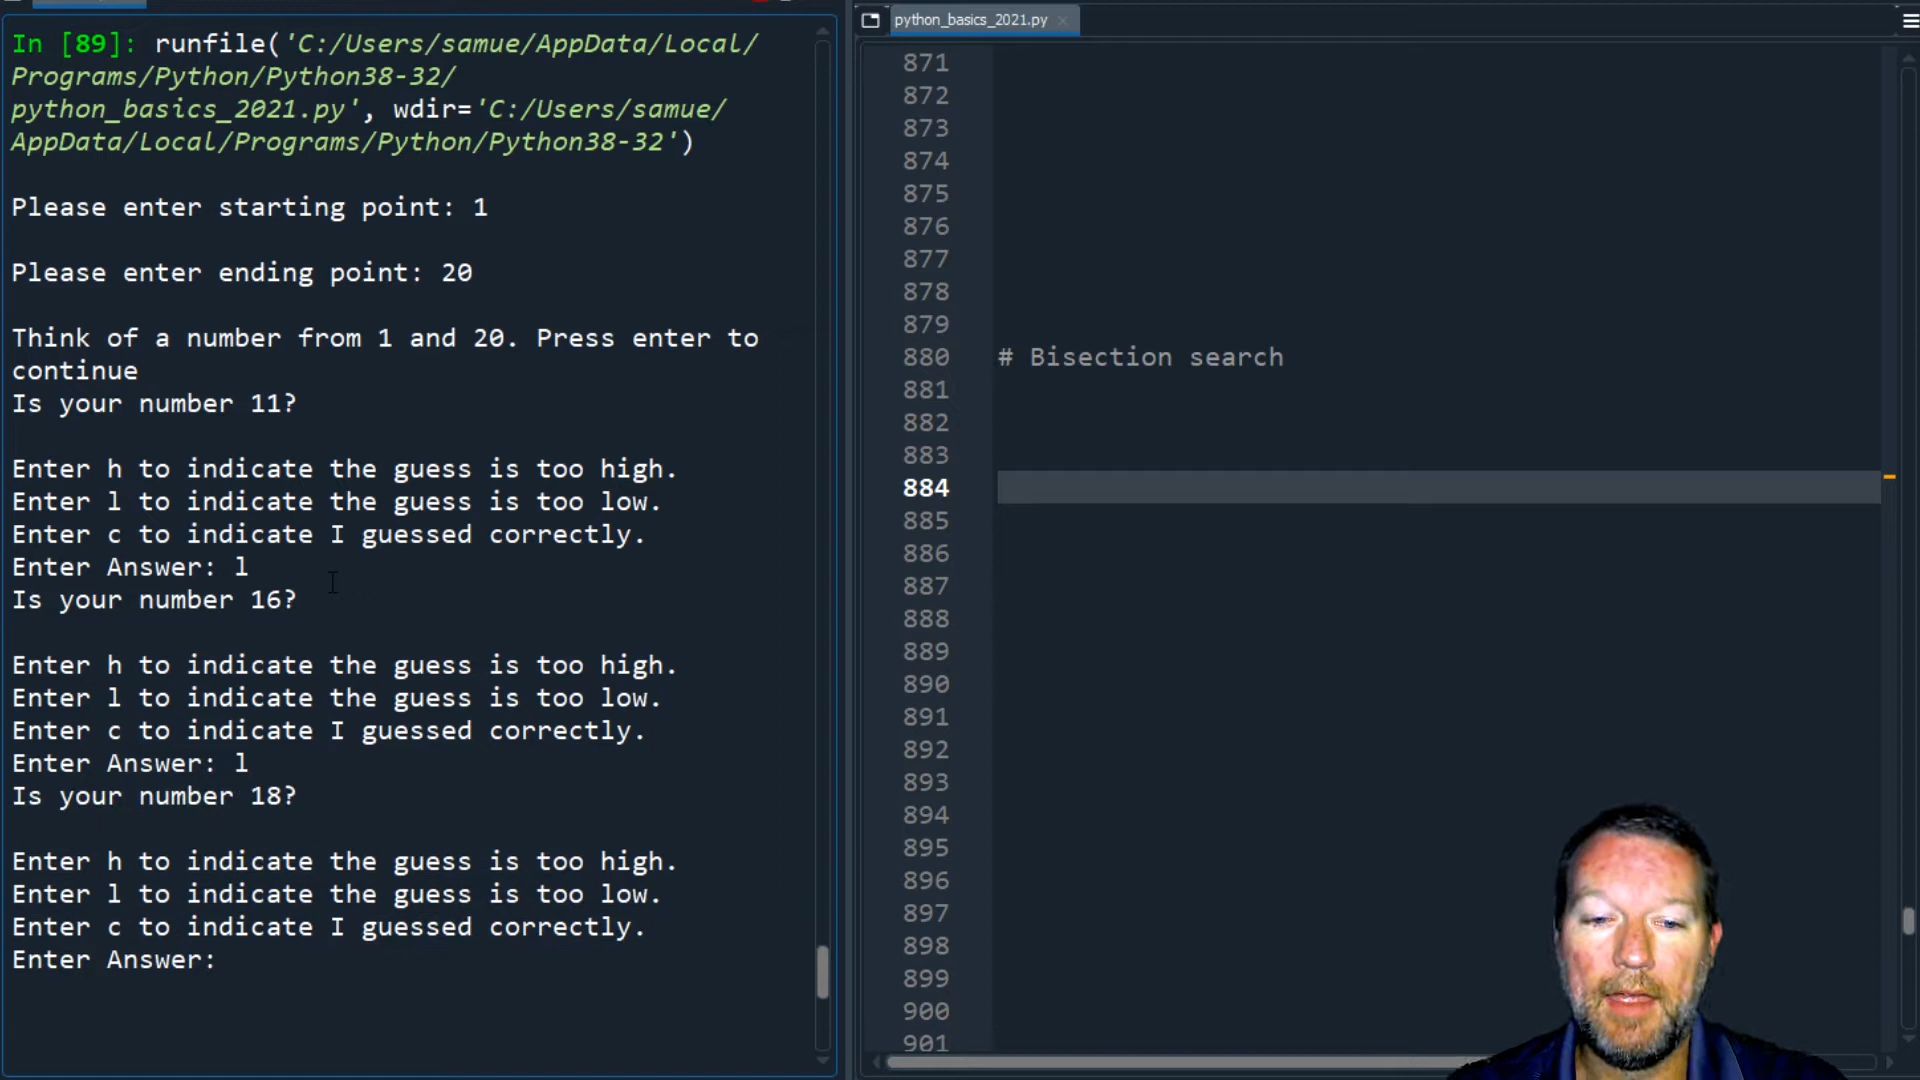 In [89]: runfile('C:/Users/samue/AppData/Local/
Programs/Python/Python38-32/
python_basics_2021.py', wdir='C:/Users/samue/
AppData/Local/Programs/Python/Python38-32')
Please enter starting point: 1
Please enter ending point: 20
Think of a number from 1 and 20. Press enter to
continue
Is your number 11?
Enter h to indicate the guess is too high.
Enter l to indicate the guess is too low.
Enter c to indicate I guessed correctly.
Enter Answer: l
Is your number 16?
Enter h to indicate the guess is too high.
Enter l to indicate the guess is too low.
Enter c to indicate I guessed correctly.
Enter Answer: l
Is your number 18?
Enter h to indicate the guess is too high.
Enter l to indicate the guess is too low.
Enter c to indicate I guessed correctly.
Enter Answer:
python_basics_2021.py
871
872
873
874
875
876
877
878
879
880 # Bisection search
881
882
883
884
885
886
887
888
889
890
891
892
893
894
895
896
897
898
899
900
901